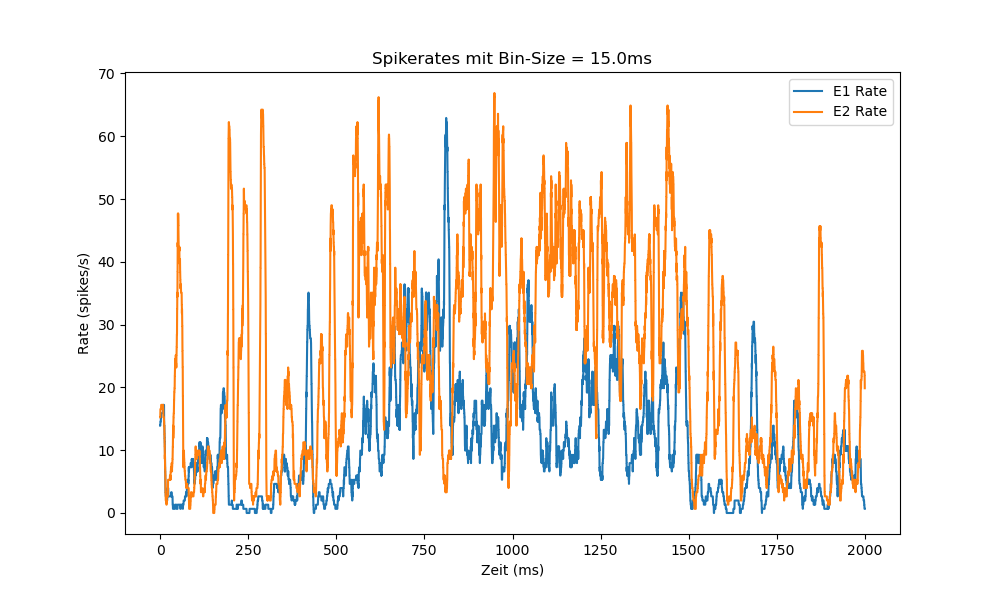 Spikerates mit Bin-Size = 15.0ms
E1 Rate
E2 Rate
Rate (spikes/s)
70
60
50
40
30
20
10
0
0 250 500 750 1000 1250 1500 1750 2000
Zeit (ms)